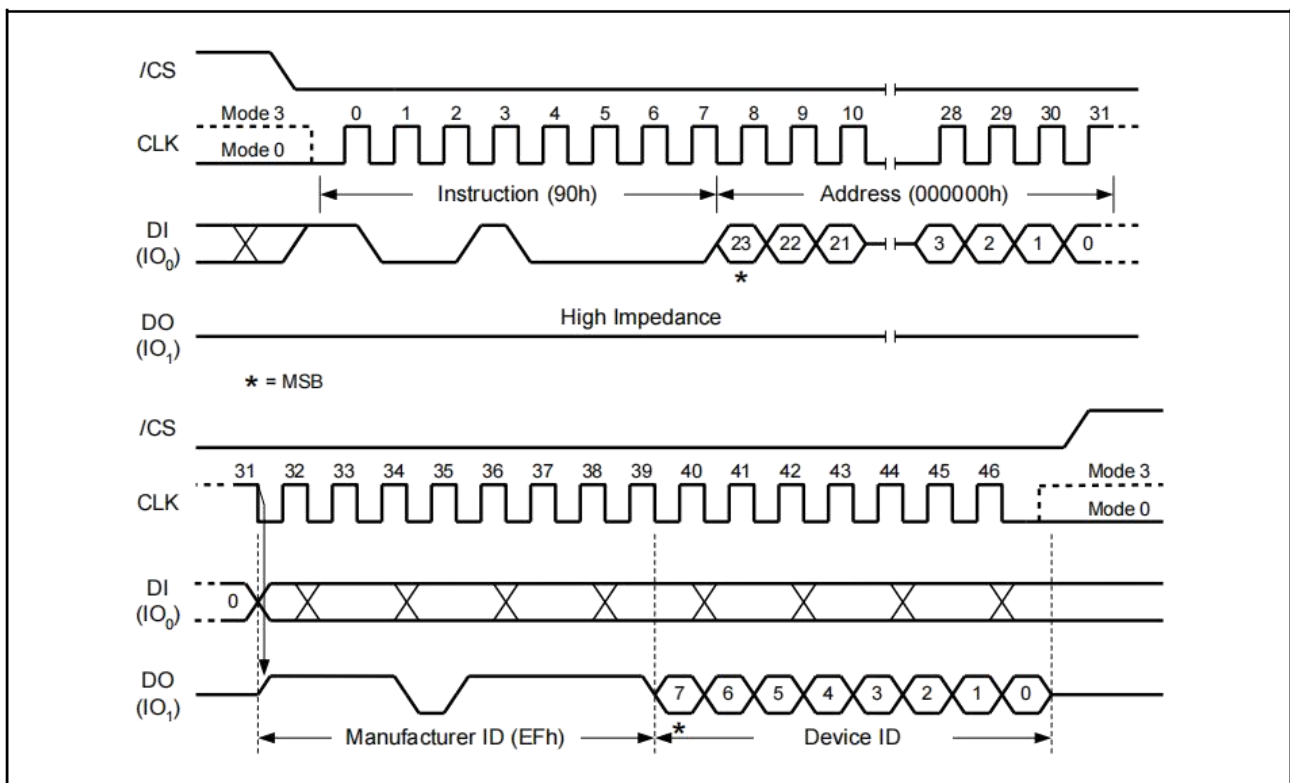 /CS
Mode 3 0 1 2 3 4 5 6 7 8 9 10 28 29 30 31
CLK
Mode 0
Instruction (90h) Address (000000h)
DI
(IO0) 23 22 21 3 2 1 0
*
DO
(IO1)
High Impedance
* = MSB
/CS
31 32 33 34 35 36 37 38 39 40 41 42 43 44 45 46 Mode 3
CLK
Mode 0
DI
(IO0) 0
DO
(IO1) 7 6 5 4 3 2 1 0
*
Manufacturer ID (EFh) Device ID